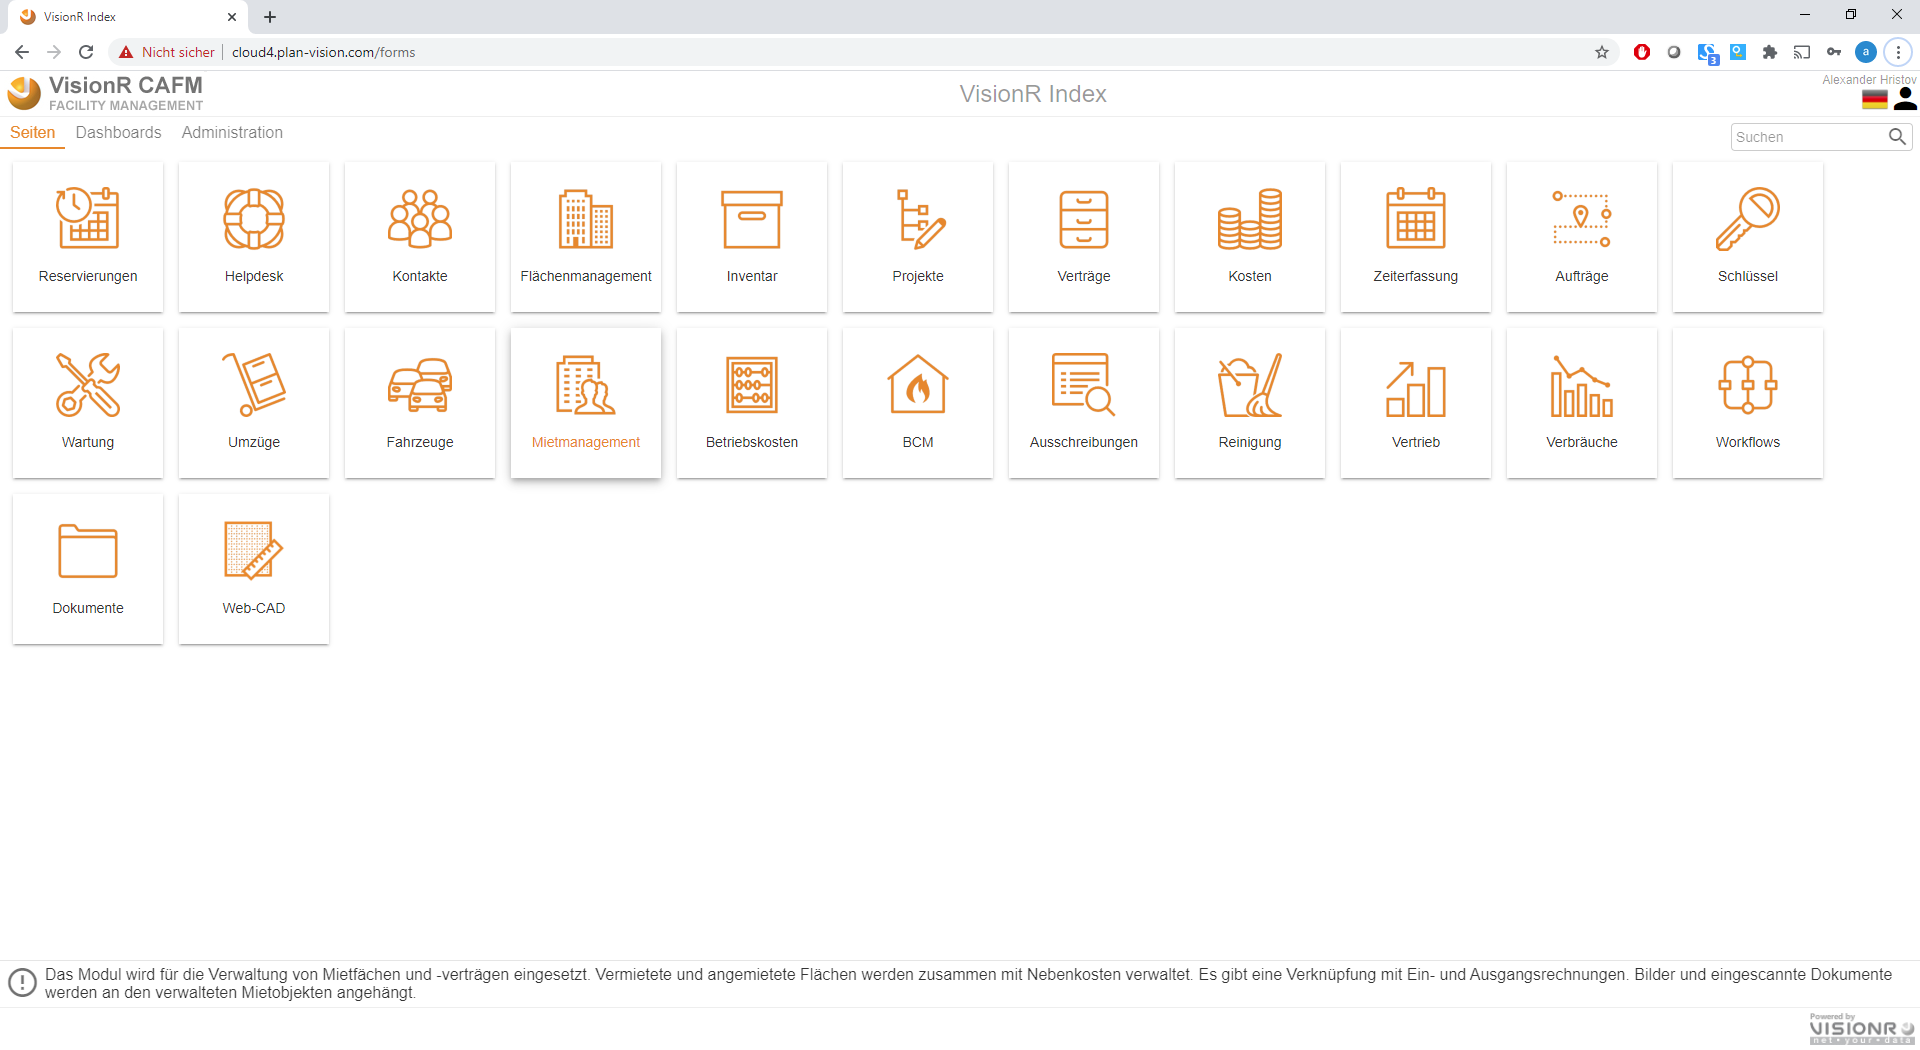 VisionR Index
Nicht sicher
cloud4.plan-vision.com/forms
3
a
VisionR CAFM
FACILITY MANAGEMENT
VisionR Index
Alexander Hristov
Seiten
Dashboards
Administration
Suchen
Reservierungen
Helpdesk
Kontakte
Flächenmanagement
Inventar
Projekte
Verträge
Kosten
Zeiterfassung
Aufträge
Schlüssel
Wartung
Umzüge
Fahrzeuge
Mietmanagement
Betriebskosten
BCM
Ausschreibungen
Reinigung
Vertrieb
Verbräuche
Workflows
Dokumente
Web-CAD
Das Modul wird für die Verwaltung von Mietfächen und -verträgen eingesetzt. Vermietete und angemietete Flächen werden zusammen mit Nebenkosten verwaltet. Es gibt eine Verknüpfung mit Ein- und Ausgangsrechnungen. Bilder und eingescannte Dokumente
werden an den verwalteten Mietobjekten angehängt.
Powered by
VISIONR
net • your • data